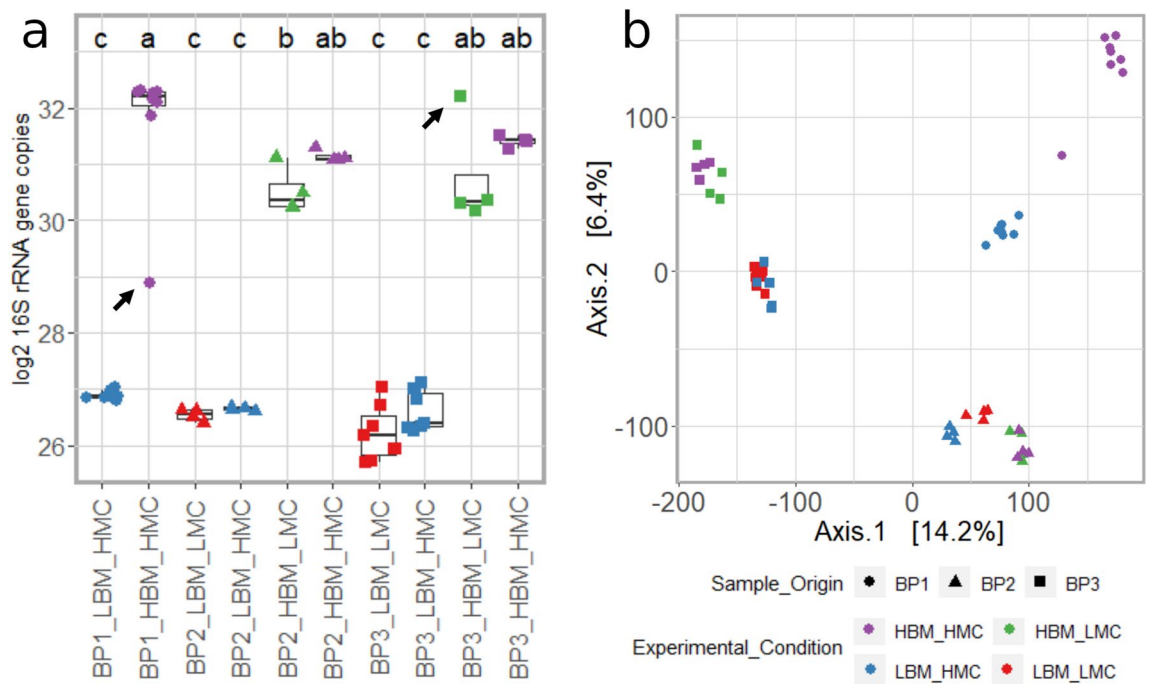 a
c a c c b ab c c ab ab
log2 16S rRNA gene copies
32
30
28
26
BP1_LBM_HMC
BP1_HBM_HMC
BP2_LBM_LMC
BP2_LBM_HMC
BP2_HBM_LMC
BP2_HBM_HMC
BP3_LBM_LMC
BP3_LBM_HMC
BP3_HBM_LMC
BP3_HBM_HMC
b
Axis.2 [6.4%]
100
0
-100
-200 -100 0 100
Axis.1 [14.2%]
Sample_Origin BP1 BP2 BP3
Experimental_Condition
HBM_HMC HBM_LMC
LBM_HMC LBM_LMC